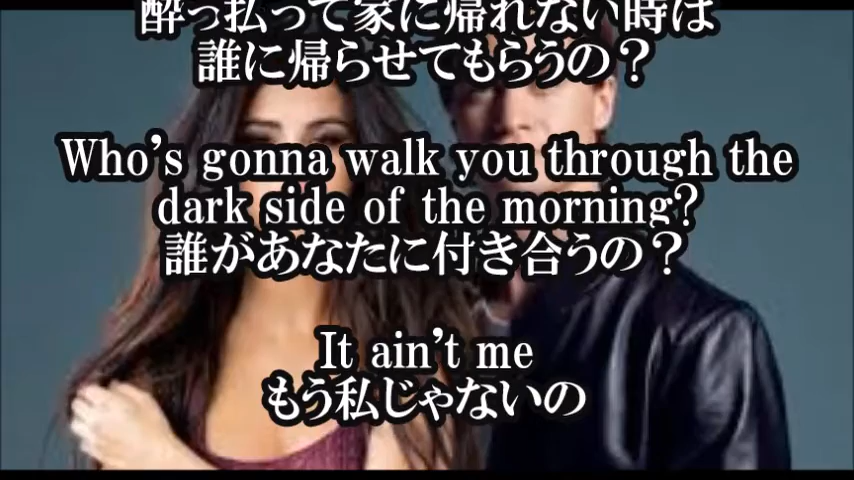 酔っ払って家に帰れない時は
誰に帰らせてもらうの？
Who's gonna walk you through the
dark side of the morning?
誰があなたに付き合うの？
It ain't me
もう私じゃないの